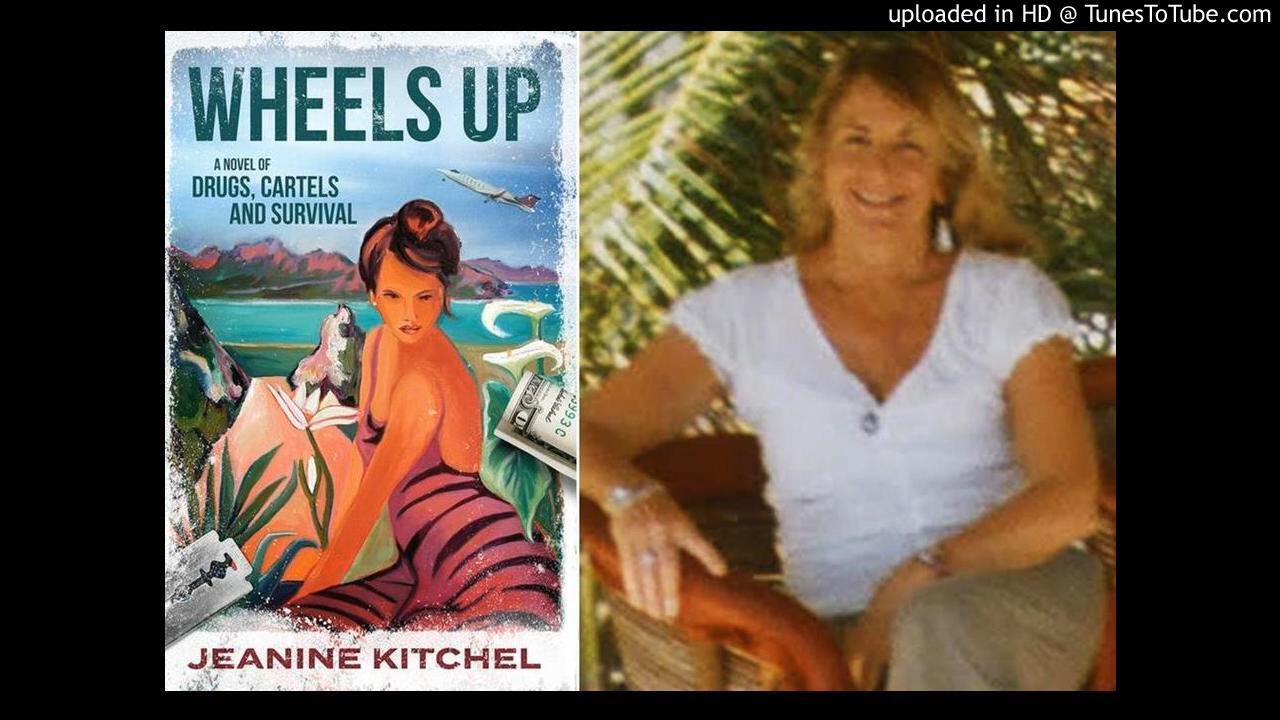 uploaded in HD @ TunesToTube.com
WHEELS UP
A NOVEL OF
DRUGS, CARTELS
AND SURVIVAL
JEANINE KITCHEL